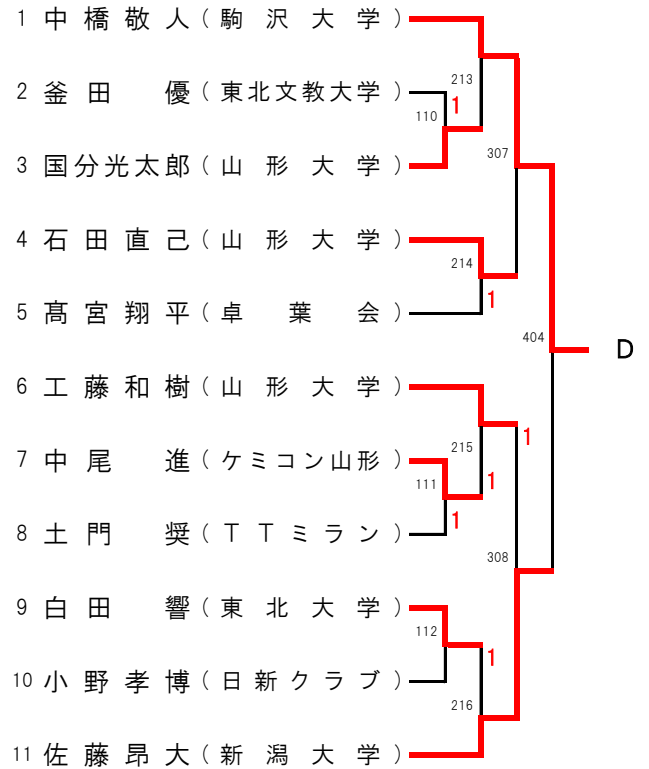 1 中橋敬人（駒沢大学）
213
2 釜田 優（東北文教大学）
1
110
307
3 国分光太郎（山形大学）
4 石田直己（山形大学）
214
1
5 髙宮翔平（卓葉会）
404
D
6 工藤和樹（山形大学）
1
215
7 中尾 進（ケミコン山形）
111
1
1
8 土門 奨（ＴＴミラン）
308
9 白田 響（東北大学）
112
1
10 小野孝博（日新クラブ）
216
11 佐藤昂大（新潟大学）